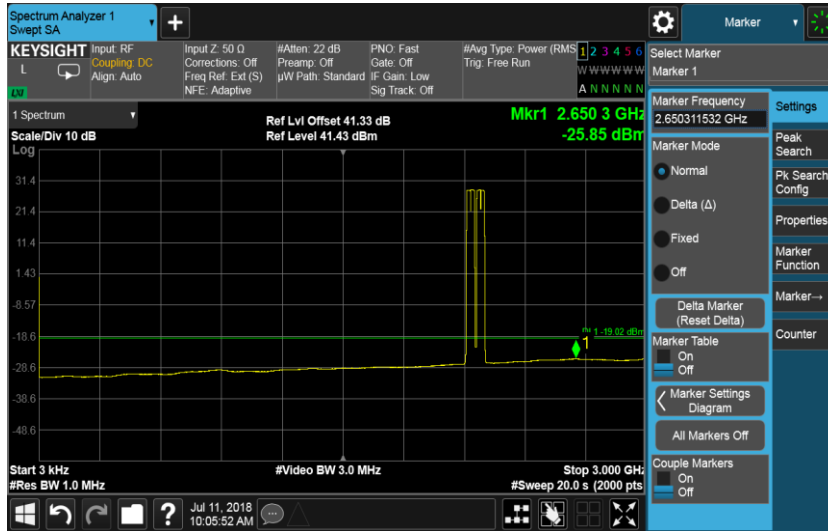 Spectrum Analyzer 1
Swept SA
Marker
KEYSIGHT
L
LXI
Input: RF
Coupling: DC
Align: Auto
Input Z: 50 Ω
Corrections: Off
Freq Ref: Ext (S)
NFE: Adaptive
#Atten: 22 dB
Preamp: Off
µW Path: Standard
PNO: Fast
Gate: Off
IF Gain: Low
Sig Track: Off
#Avg Type: Power (RMS
Trig: Free Run
1 2 3 4 5 6
W W W W W W
A N N N N N
Select Marker
Marker 1
1 Spectrum
Scale/Div 10 dB
Log
Ref Lvl Offset 41.33 dB
Ref Level 41.43 dBm
Mkr1 2.650 3 GHz
-25.85 dBm
31.4
21.4
11.4
1.43
-8.57
-18.6
-28.6
-38.6
-48.6
DL1 -19.02 dBm
1
Start 3 kHz
#Res BW 1.0 MHz
#Video BW 3.0 MHz
Stop 3.000 GHz
#Sweep 20.0 s (2000 pts
Marker Frequency
2.650311532 GHz
Marker Mode
Normal
Delta (Δ)
Fixed
Off
Delta Marker
(Reset Delta)
Marker Table
On
Off
Marker Settings
Diagram
All Markers Off
Couple Markers
On
Off
Settings
Peak
Search
Pk Search
Config
Properties
Marker
Function
Marker→
Counter
?
Jul 11, 2018
10:05:52 AM